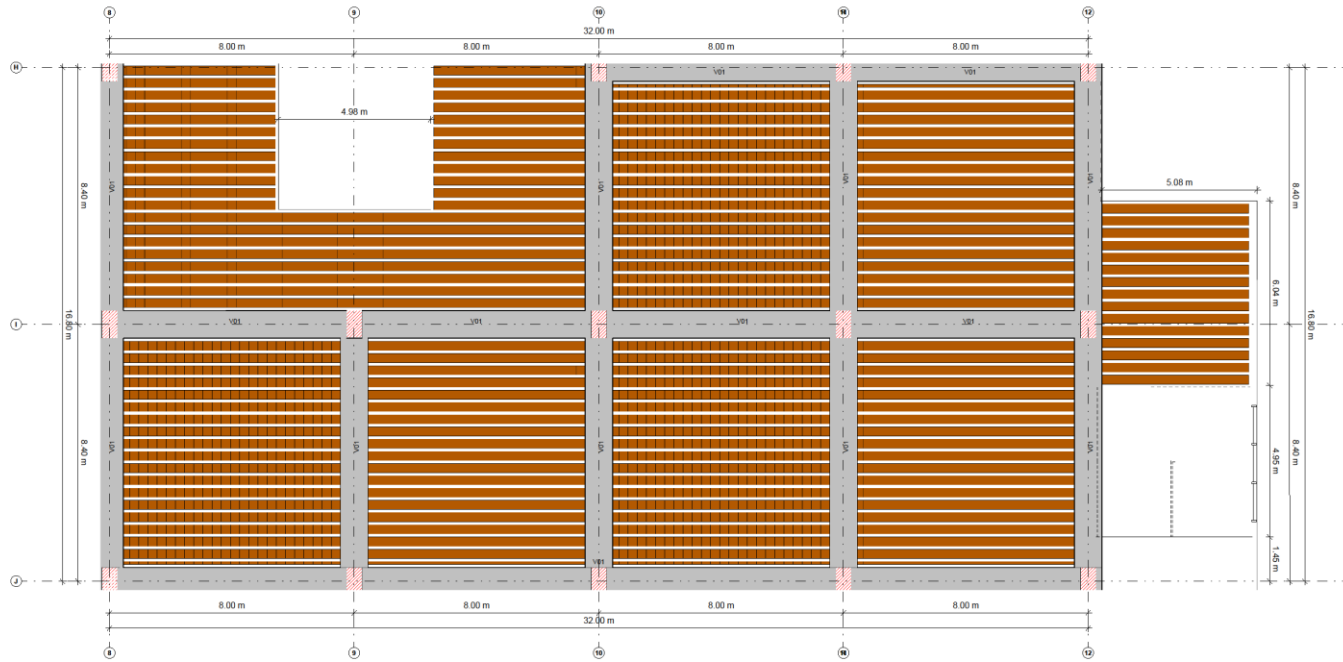 8 9 10 11 12
32.00 m
8.00 m 8.00 m 8.00 m 8.00 m
H
V01 V01
4.98 m
8.40 m
V01 V01 V01 V01
8.40 m
5.08 m
6.04 m
16.80 m
16.80 m
I
V01 V01 V01 V01
8.40 m
V01 V01 V01 V01 V01
4.95 m
8.40 m
V01
1.45 m
J
8.00 m 8.00 m 8.00 m 8.00 m
32.00 m
8 9 10 11 12